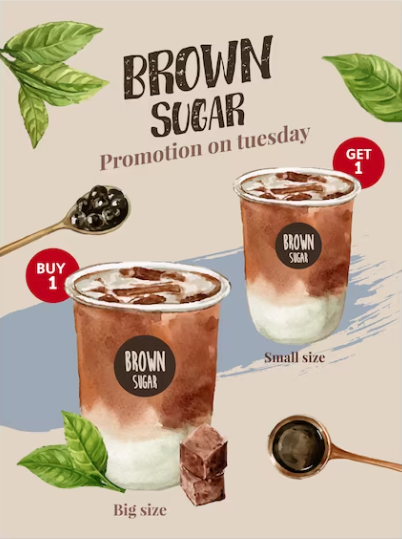 BROWN
SUGAR
Promotion on tuesday
GET
1
BROWN
SUGAR
BUY
1
Small size
BROWN
SUGAR
Big size